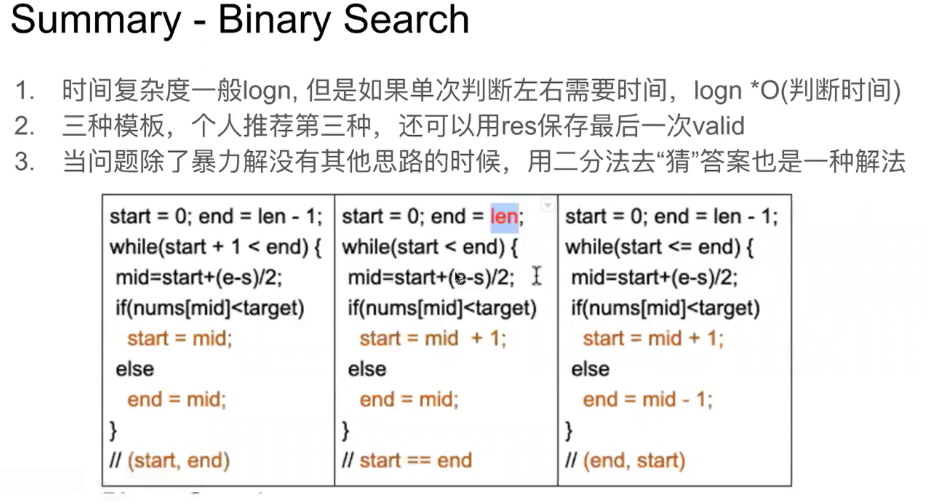 Summary - Binary Search
1. 时间复杂度一般logn, 但是如果单次判断左右需要时间，logn *O(判断时间)
2. 三种模板，个人推荐第三种，还可以用res保存最后一次valid
3. 当问题除了暴力解没有其他思路的时候，用二分法去“猜”答案也是一种解法
start = 0; end = len - 1;
while(start + 1 < end) {
mid=start+(e-s)/2;
if(nums[mid]<target)
start = mid;
else
end = mid;
}
// (start, end)
start = 0; end = len;
while(start < end) {
mid=start+(e-s)/2;
if(nums[mid]<target)
start = mid + 1;
else
end = mid;
}
// start == end
start = 0; end = len - 1;
while(start <= end) {
mid=start+(e-s)/2;
if(nums[mid]<target)
start = mid + 1;
else
end = mid - 1;
}
// (end, start)